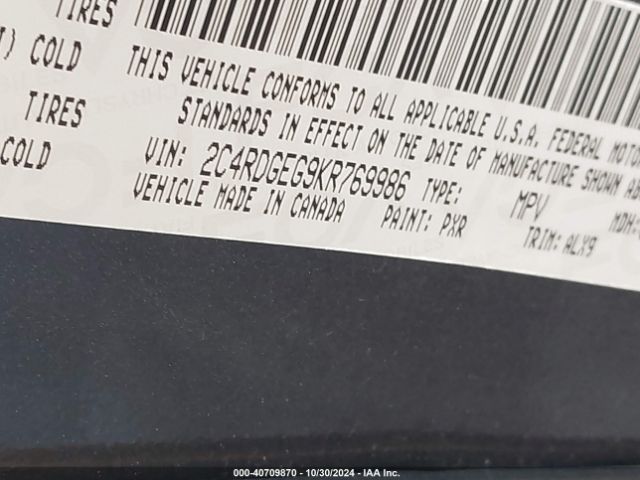 TIRES
) COLD
TIRES
COLD
THIS VEHICLE CONFORMS TO ALL APPLICABLE U.S.A. FEDERAL MOTO
STANDARDS IN EFFECT ON THE DATE OF MANUFACTURE SHOWN
VIN: 2C4RDGEG9KR769986 TYPE: MPV MDH:
VEHICLE MADE IN CANADA PAINT: PXR TRIM: ALX9
000-40709870 - 10/30/2024 - IAA Inc.